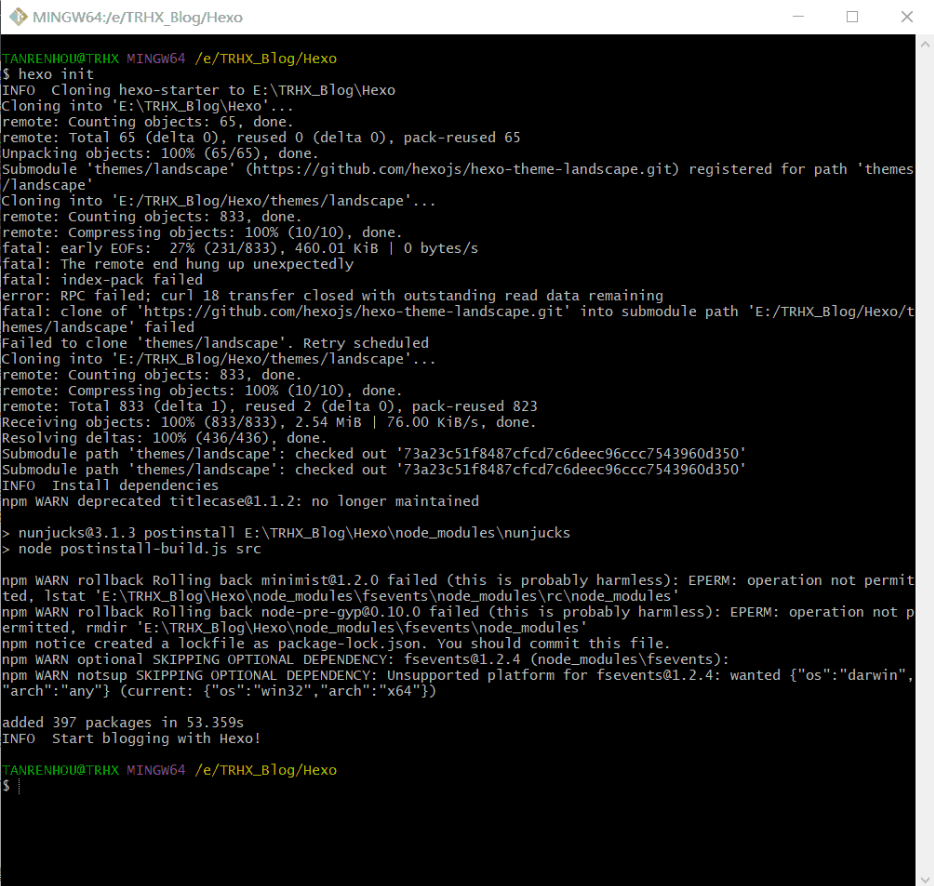 MINGW64:/e/TRHX_Blog/Hexo
TANRENHOU@TRHX MINGW64 /e/TRHX_Blog/Hexo
$ hexo init
INFO  Cloning hexo-starter to E:\TRHX_Blog\Hexo
Cloning into 'E:\TRHX_Blog\Hexo'...
remote: Counting objects: 65, done.
remote: Total 65 (delta 0), reused 0 (delta 0), pack-reused 65
Unpacking objects: 100% (65/65), done.
Submodule 'themes/landscape' (https://github.com/hexojs/hexo-theme-landscape.git) registered for path 'themes
/landscape'
Cloning into 'E:/TRHX_Blog/Hexo/themes/landscape'...
remote: Counting objects: 833, done.
remote: Compressing objects: 100% (10/10), done.
fatal: early EOFs:  27% (231/833), 460.01 KiB | 0 bytes/s
fatal: The remote end hung up unexpectedly
fatal: index-pack failed
error: RPC failed; curl 18 transfer closed with outstanding read data remaining
fatal: clone of 'https://github.com/hexojs/hexo-theme-landscape.git' into submodule path 'E:/TRHX_Blog/Hexo/t
hemes/landscape' failed
Failed to clone 'themes/landscape'. Retry scheduled
Cloning into 'E:/TRHX_Blog/Hexo/themes/landscape'...
remote: Counting objects: 833, done.
remote: Compressing objects: 100% (10/10), done.
remote: Total 833 (delta 1), reused 2 (delta 0), pack-reused 823
Receiving objects: 100% (833/833), 2.54 MiB | 76.00 KiB/s, done.
Resolving deltas: 100% (436/436), done.
Submodule path 'themes/landscape': checked out '73a23c51f8487cfcd7c6deec96ccc7543960d350'
Submodule path 'themes/landscape': checked out '73a23c51f8487cfcd7c6deec96ccc7543960d350'
INFO  Install dependencies
npm WARN deprecated titlecase@1.1.2: no longer maintained
> nunjucks@3.1.3 postinstall E:\TRHX_Blog\Hexo\node_modules\nunjucks
> node postinstall-build.js src
npm WARN rollback Rolling back minimist@1.2.0 failed (this is probably harmless): EPERM: operation not permit
ted, lstat 'E:\TRHX_Blog\Hexo\node_modules\fsevents\node_modules\rc\node_modules'
npm WARN rollback Rolling back node-pre-gyp@0.10.0 failed (this is probably harmless): EPERM: operation not p
ermitted, rmdir 'E:\TRHX_Blog\Hexo\node_modules\fsevents\node_modules'
npm notice created a lockfile as package-lock.json. You should commit this file.
npm WARN optional SKIPPING OPTIONAL DEPENDENCY: fsevents@1.2.4 (node_modules\fsevents):
npm WARN notsup SKIPPING OPTIONAL DEPENDENCY: Unsupported platform for fsevents@1.2.4: wanted {"os":"darwin",
"arch":"any"} (current: {"os":"win32","arch":"x64"})
added 397 packages in 53.359s
INFO  Start blogging with Hexo!
TANRENHOU@TRHX MINGW64 /e/TRHX_Blog/Hexo
$